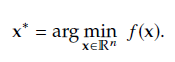 x* = arg min f(x).
x∈ℝⁿ